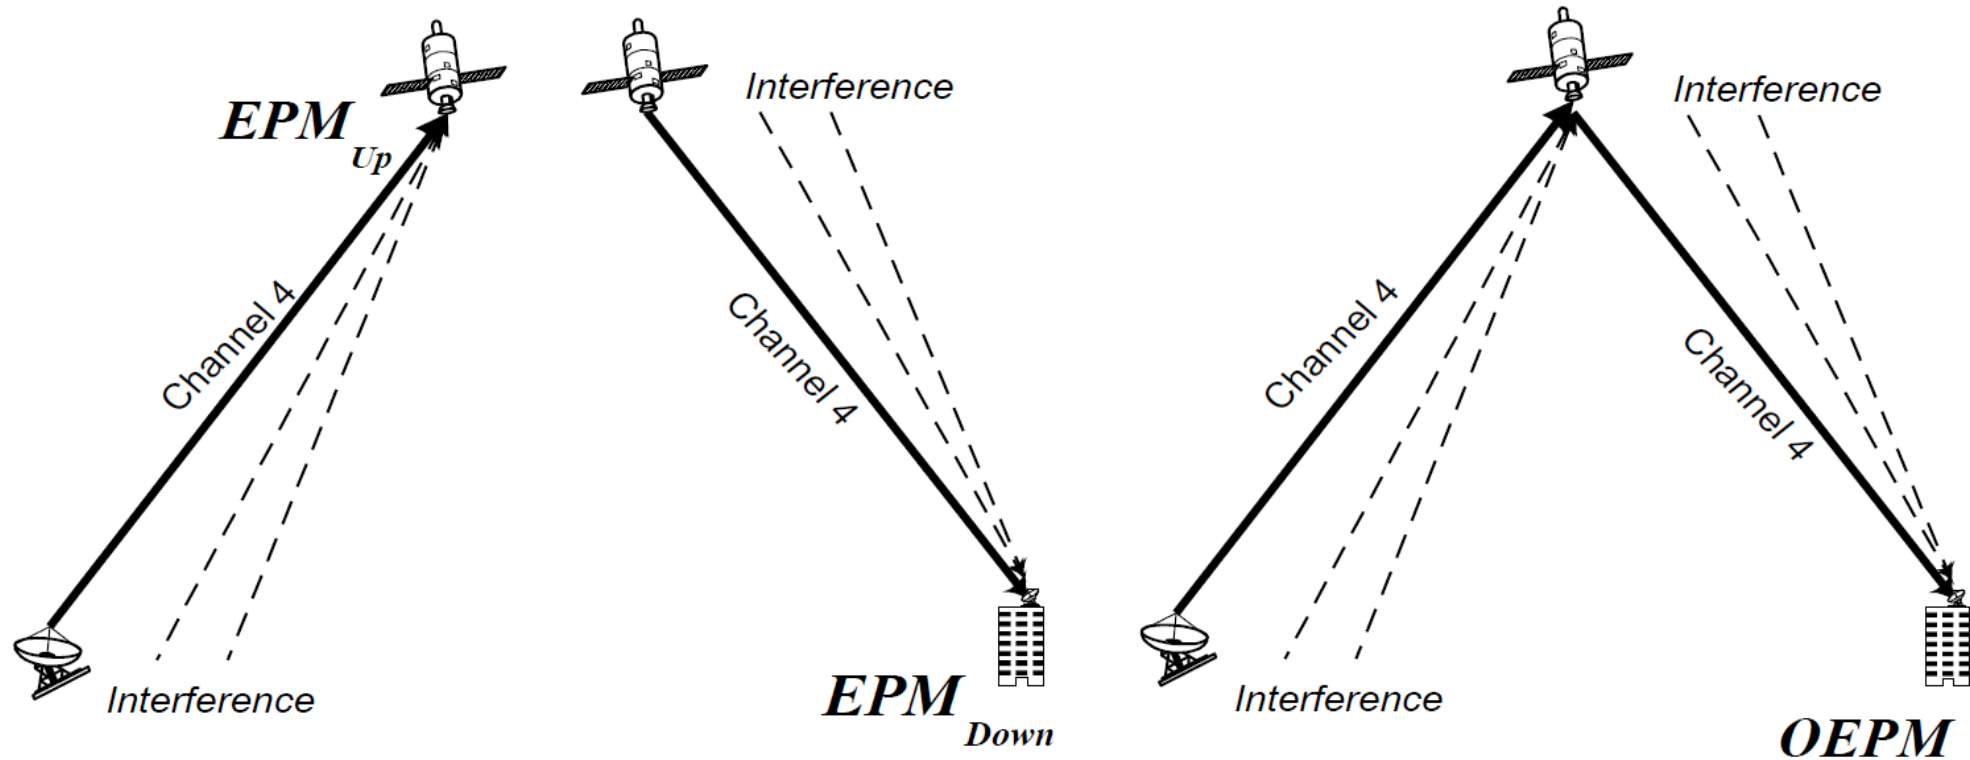 EPM
Up
Channel 4
Interference
Interference
Channel 4
EPM
Down
Interference
Channel 4
Channel 4
Interference
OEPM